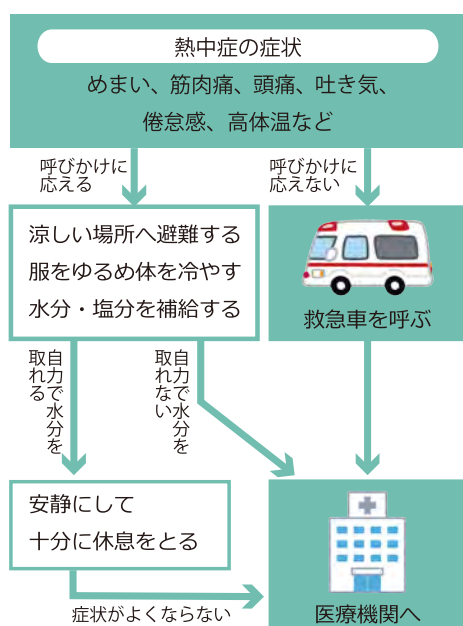 熱中症の症状
めまい、筋肉痛、頭痛、吐き気、
倦怠感、高体温など
呼びかけに
応える
呼びかけに
応えない
涼しい場所へ避難する
服をゆるめ体を冷やす
水分・塩分を補給する
救急車を呼ぶ
自力で水分を
取れる
自力で水分を
取れない
安静にして
十分に休息をとる
症状がよくならない
医療機関へ